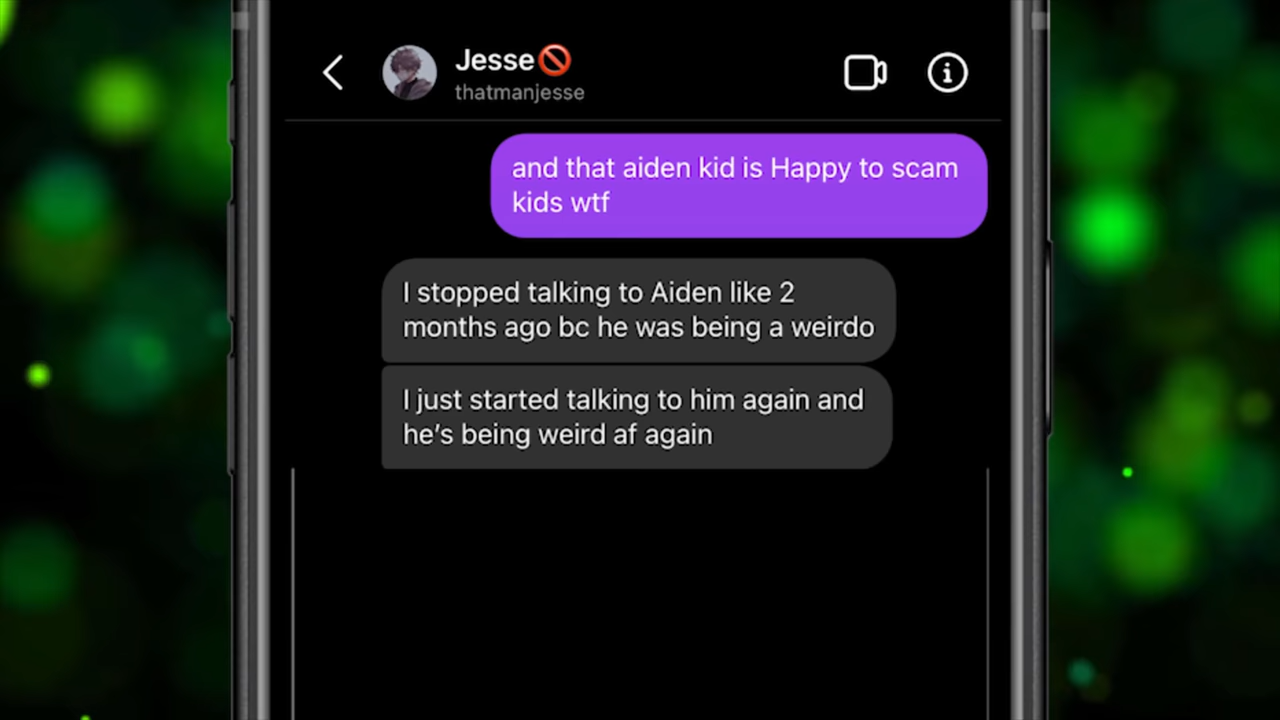 Jesse🚫
thatmanjesse
and that aiden kid is Happy to scam
kids wtf
I stopped talking to Aiden like 2
months ago bc he was being a weirdo
I just started talking to him again and
he’s being weird af again